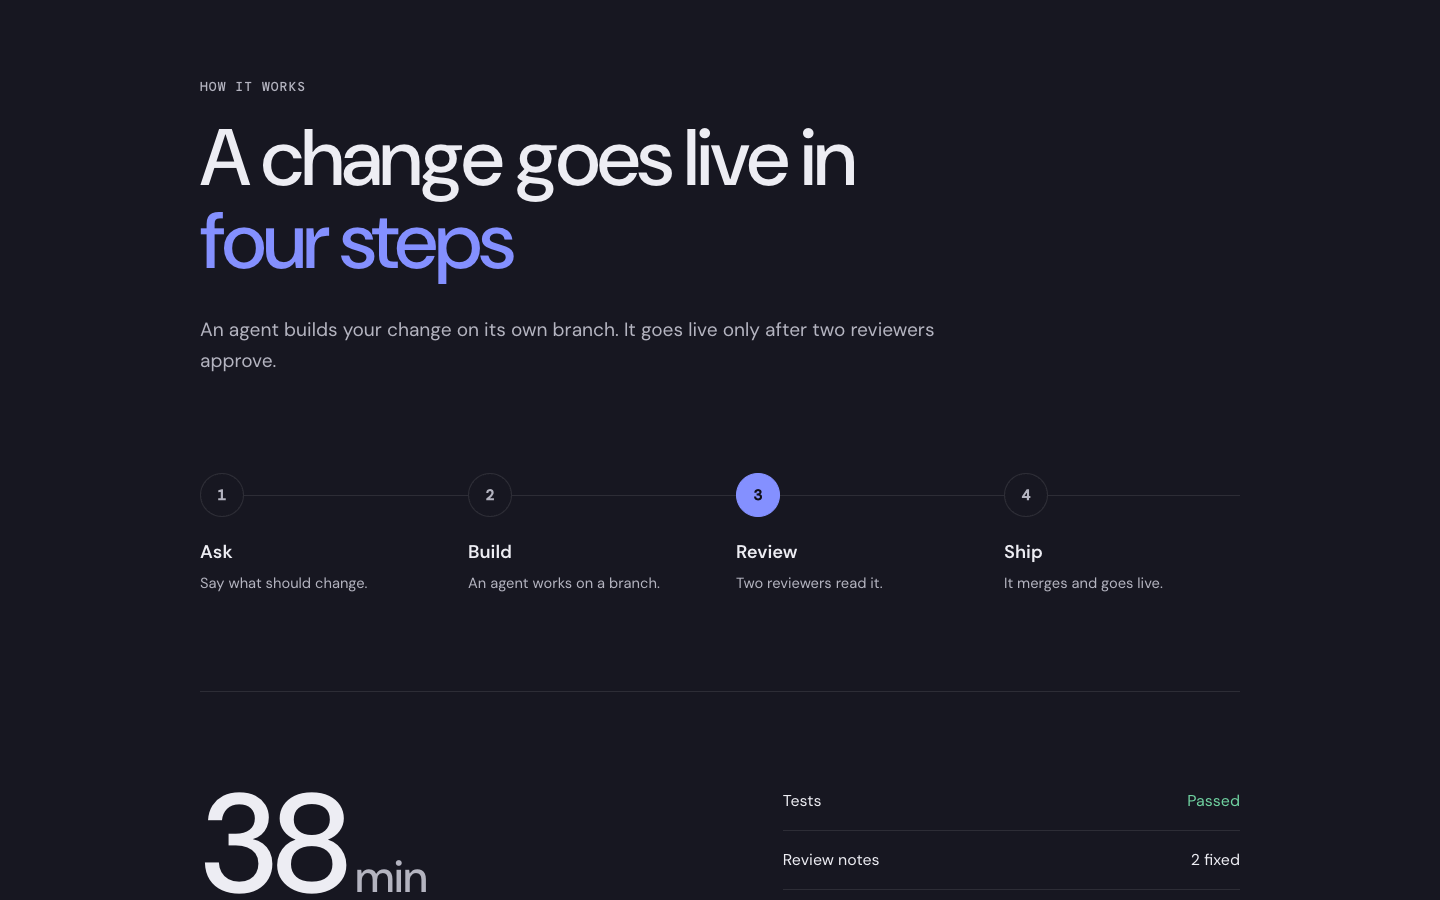 HOW IT WORKS
A change goes live in
four steps
An agent builds your change on its own branch. It goes live only after two reviewers
approve.
1
2
3
4
Ask
Build
Review
Ship
Say what should change.
An agent works on a branch.
Two reviewers read it.
It merges and goes live.
38 min
Tests
Passed
Review notes
2 fixed